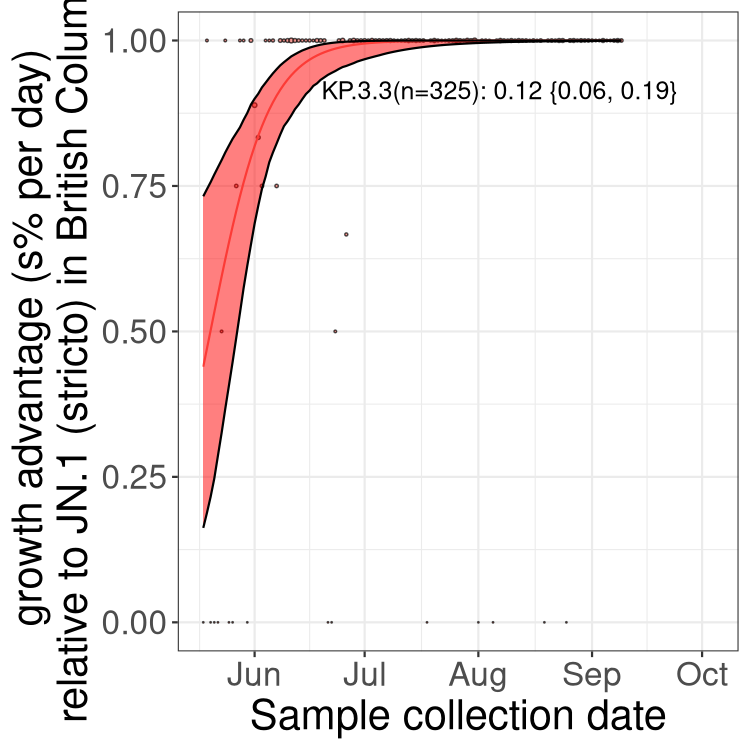 growth advantage (s% per day)
relative to JN.1 (stricto) in British Colum
1.00
0.75
0.50
0.25
0.00
KP.3.3(n=325): 0.12 {0.06, 0.19}
Jun Jul Aug Sep Oct
Sample collection date